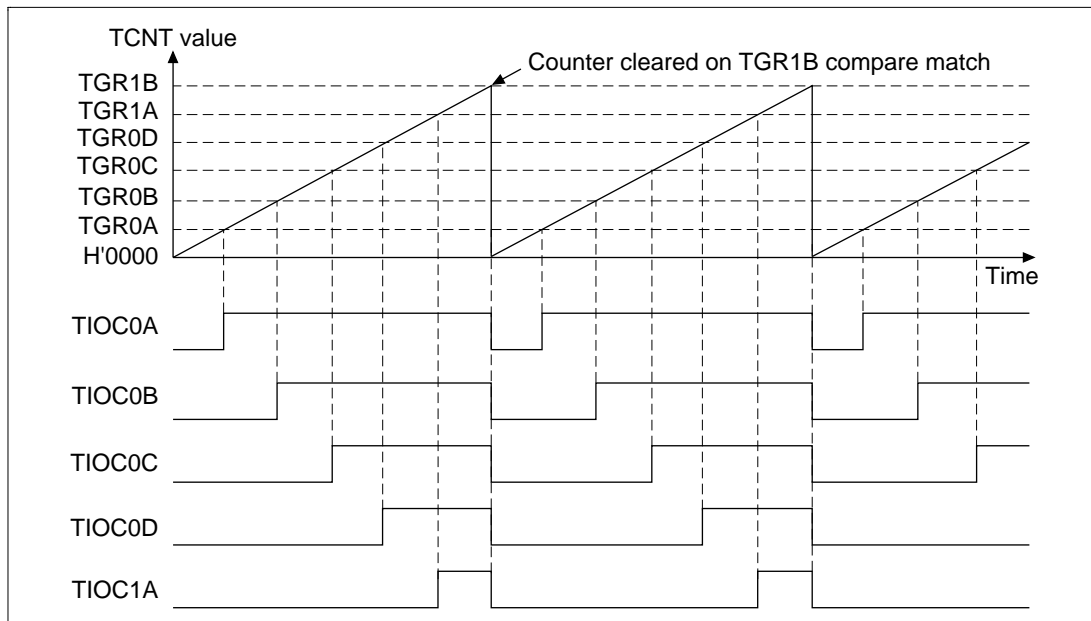 TCNT value
Counter cleared on TGR1B compare match
TGR1B
TGR1A
TGR0D
TGR0C
TGR0B
TGR0A
H'0000
Time
TIOC0A
TIOC0B
TIOC0C
TIOC0D
TIOC1A